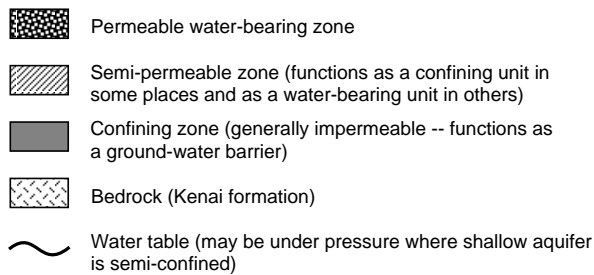 Permeable water-bearing zone
Semi-permeable zone (functions as a confining unit in
some places and as a water-bearing unit in others)
Confining zone (generally impermeable -- functions as
a ground-water barrier)
Bedrock (Kenai formation)
Water table (may be under pressure where shallow aquifer
is semi-confined)